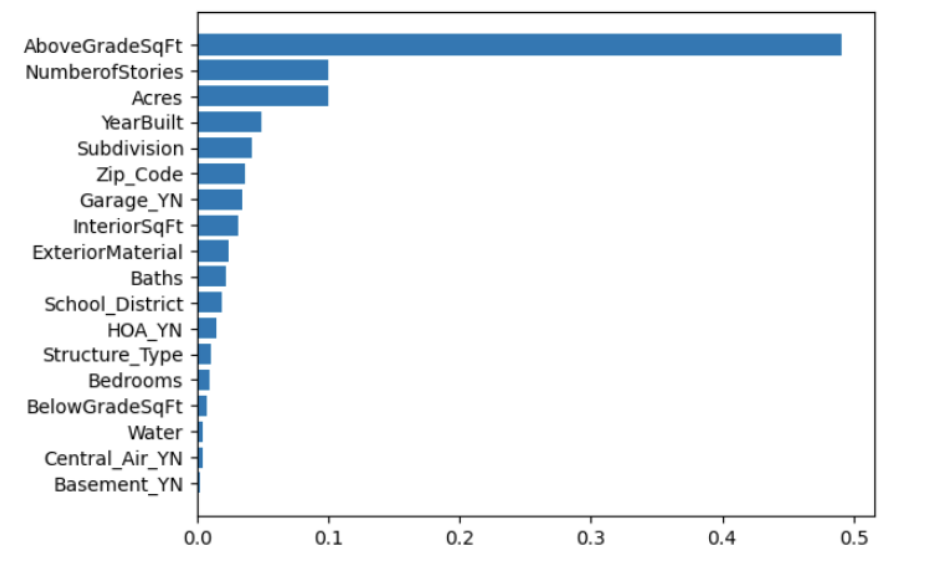 AboveGradeSqFt
NumberofStories
Acres
YearBuilt
Subdivision
Zip_Code
Garage_YN
InteriorSqFt
ExteriorMaterial
Baths
School_District
HOA_YN
Structure_Type
Bedrooms
BelowGradeSqFt
Water
Central_Air_YN
Basement_YN
0.0 0.1 0.2 0.3 0.4 0.5